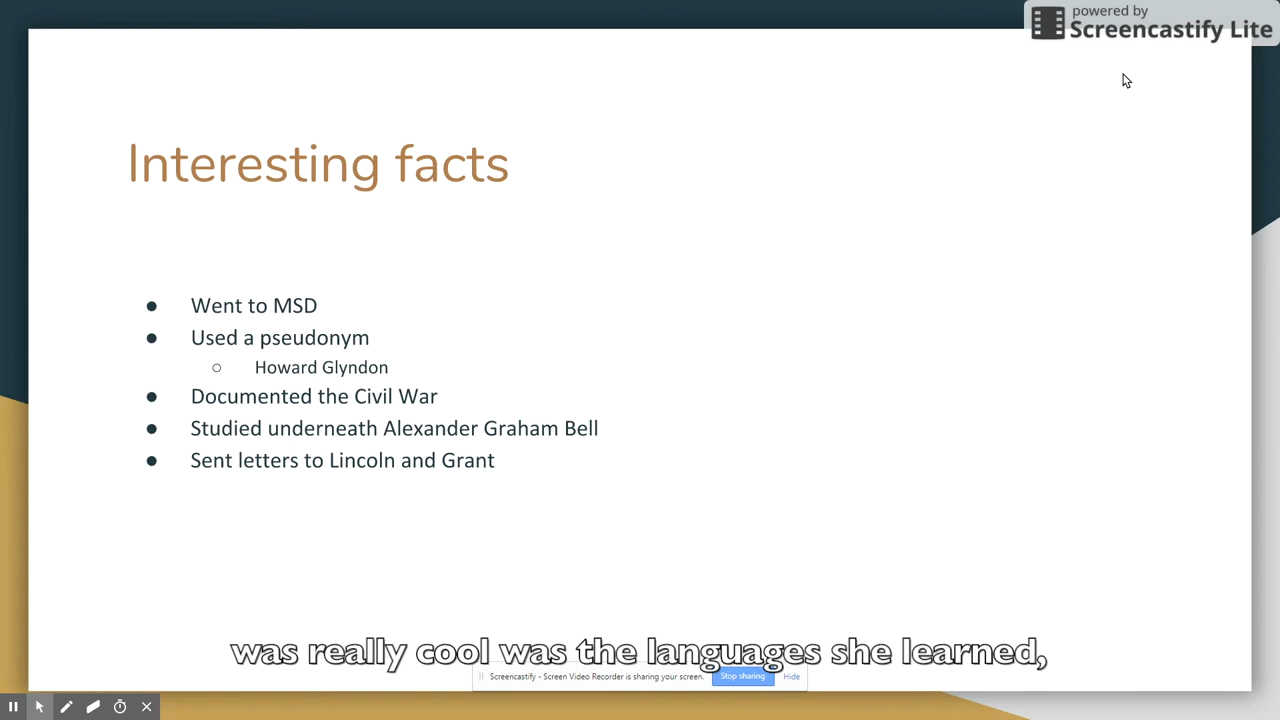 powered by
Screencastify Lite
Interesting facts
● Went to MSD
● Used a pseudonym
○ Howard Glyndon
● Documented the Civil War
● Studied underneath Alexander Graham Bell
● Sent letters to Lincoln and Grant
was really cool was the languages she learned,
Screencastify - Screen Video Recorder is sharing your screen. Stop sharing Hide